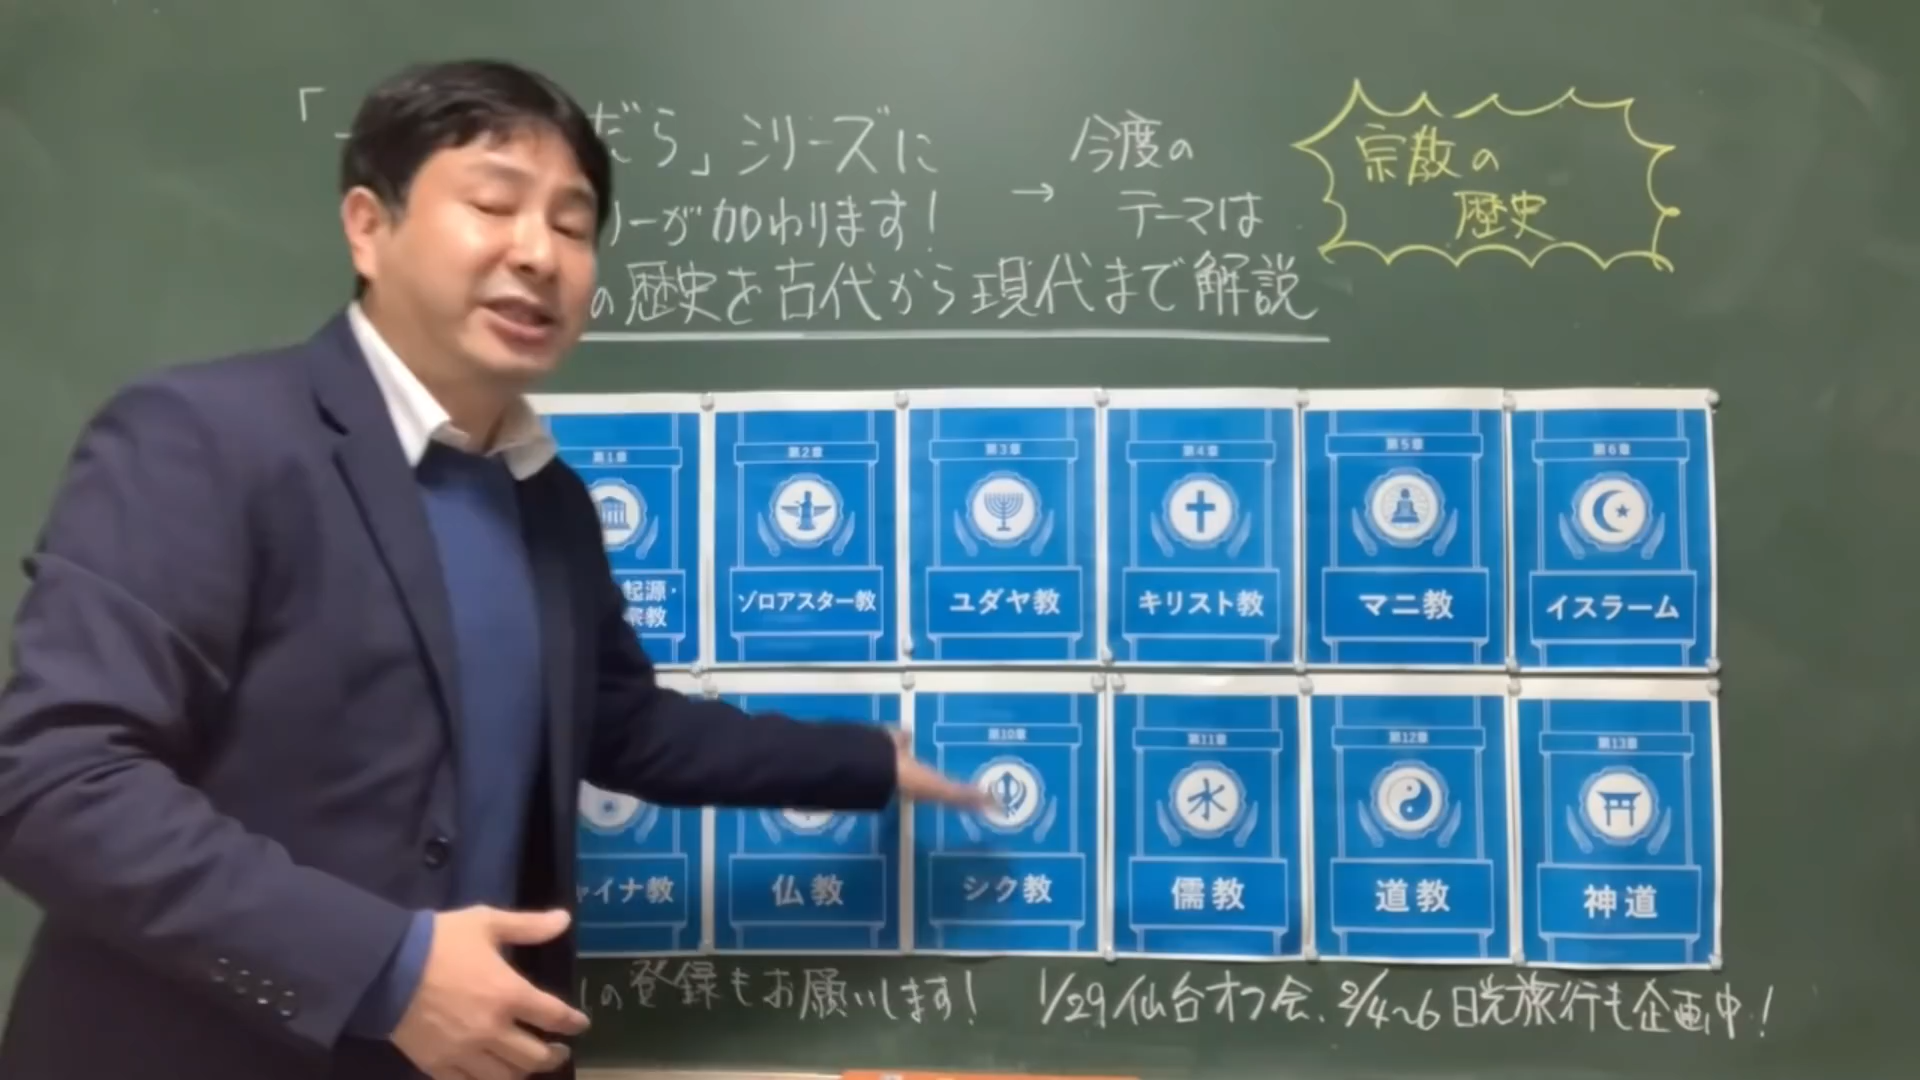 だら」シリーズに
リーが加わります!
の歴史を古代から現代まで解説
→ 今度の
テーマは
宗教の
歴史
第1章
起源・
宗教
第2章
ゾロアスター教
第3章
ユダヤ教
第4章
キリスト教
第5章
マニ教
第6章
イスラーム
ャイナ教
仏教
第10章
シク教
第11章
儒教
第12章
道教
第13章
神道
の登録もお願いします!
1/29仙台オフ会、2/4~6日光旅行も企画中!